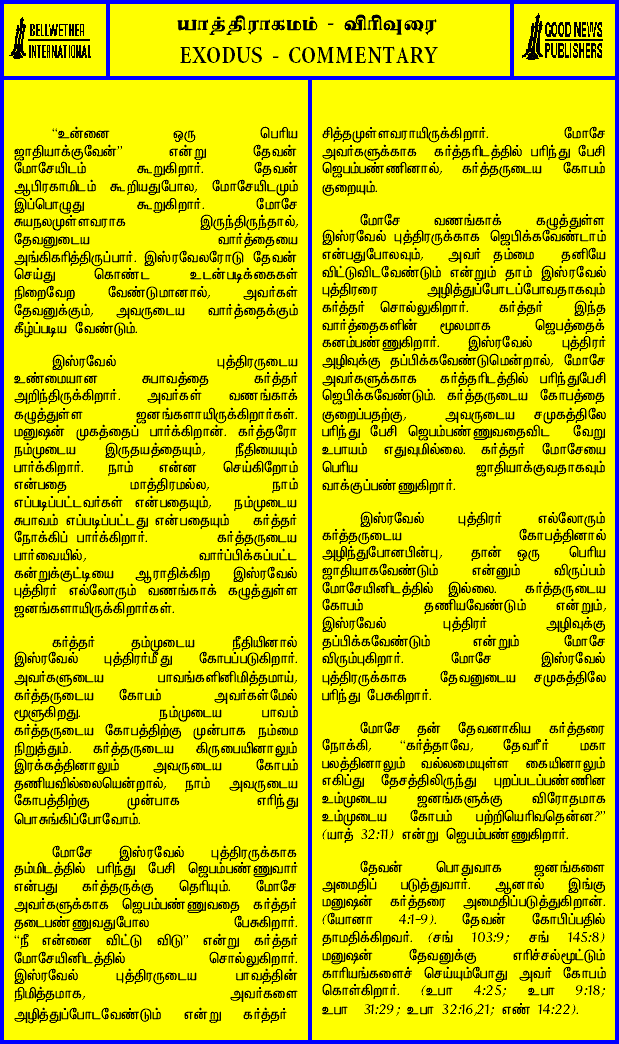 BELLWETHER
INTERNATIONAL
யாத்திராகமம் - விரிவுரை
EXODUS - COMMENTARY
GOOD NEWS
PUBLISHERS
“உன்னை ஒரு பெரிய
ஜாதியாக்குவேன்” என்று தேவன்
மோசேயிடம் கூறுகிறார். தேவன்
ஆபிரகாமிடம் கூறியதுபோல, மோசேயிடமும்
இப்பொழுது கூறுகிறார். மோசே
சுயநலமுள்ளவராக இருந்திருந்தால்,
தேவனுடைய வார்த்தையை
அங்கிகரித்திருப்பார். இஸ்ரவேலரோடு தேவன்
செய்து கொண்ட உடன்படிக்கைகள்
நிறைவேற வேண்டுமானால், அவர்கள்
தேவனுக்கும், அவருடைய வார்த்தைக்கும்
கீழ்ப்படிய வேண்டும்.
இஸ்ரவேல் புத்திரருடைய
உண்மையான சுபாவத்தை கர்த்தர்
அறிந்திருக்கிறார். அவர்கள் வணங்காக்
கழுத்துள்ள ஜனங்களாயிருக்கிறார்கள்.
மனுஷன் முகத்தைப் பார்க்கிறான். கர்த்தரோ
நம்முடைய இருதயத்தையும், நீதியையும்
பார்க்கிறார். நாம் என்ன செய்கிறோம்
என்பதை மாத்திரமல்ல, நாம்
எப்படிப்பட்டவர்கள் என்பதையும், நம்முடைய
சுபாவம் எப்படிப்பட்டது என்பதையும் கர்த்தர்
நோக்கிப் பார்க்கிறார். கர்த்தருடைய
பார்வையில், வார்ப்பிக்கப்பட்ட
கன்றுக்குட்டியை ஆராதிக்கிற இஸ்ரவேல்
புத்திரர் எல்லோரும் வணங்காக் கழுத்துள்ள
ஜனங்களாயிருக்கிறார்கள்.
கர்த்தர் தம்முடைய நீதியினால்
இஸ்ரவேல் புத்திரர்மீது கோபப்படுகிறார்.
அவர்களுடைய பாவங்களினிமித்தமாய்,
கர்த்தருடைய கோபம் அவர்கள்மேல்
மூளுகிறது. நம்முடைய பாவம்
கர்த்தருடைய கோபத்திற்கு முன்பாக நம்மை
நிறுத்தும். கர்த்தருடைய கிருபையினாலும்
இரக்கத்தினாலும் அவருடைய கோபம்
தணியவில்லையென்றால், நாம் அவருடைய
கோபத்திற்கு முன்பாக எரிந்து
பொசுங்கிப்போவோம்.
மோசே இஸ்ரவேல் புத்திரருக்காக
தம்மிடத்தில் பரிந்து பேசி ஜெபம்பண்ணுவார்
என்பது கர்த்தருக்கு தெரியும். மோசே
அவர்களுக்காக ஜெபம்பண்ணுவதை கர்த்தர்
தடைபண்ணுவதுபோல பேசுகிறார்.
“நீ என்னை விட்டு விடு” என்று கர்த்தர்
மோசேயினிடத்தில் சொல்லுகிறார்.
இஸ்ரவேல் புத்திரருடைய பாவத்தின்
நிமித்தமாக, அவர்களை
அழித்துப்போடவேண்டும் என்று கர்த்தர்
சித்தமுள்ளவராயிருக்கிறார். மோசே
அவர்களுக்காக கர்த்தரிடத்தில் பரிந்து பேசி
ஜெபம்பண்ணினால், கர்த்தருடைய கோபம்
குறையும்.
மோசே வணங்காக் கழுத்துள்ள
இஸ்ரவேல் புத்திரருக்காக ஜெபிக்கவேண்டாம்
என்பதுபோலவும், அவர் தம்மை தனியே
விட்டுவிடவேண்டும் என்றும் தாம் இஸ்ரவேல்
புத்திரரை அழித்துப்போடப்போவதாகவும்
கர்த்தர் சொல்லுகிறார். கர்த்தர் இந்த
வார்த்தைகளின் மூலமாக ஜெபத்தைக்
கனம்பண்ணுகிறார். இஸ்ரவேல் புத்திரர்
அழிவுக்கு தப்பிக்கவேண்டுமென்றால், மோசே
அவர்களுக்காக கர்த்தரிடத்தில் பரிந்துபேசி
ஜெபிக்கவேண்டும். கர்த்தருடைய கோபத்தை
குறைப்பதற்கு, அவருடைய சமுகத்திலே
பரிந்து பேசி ஜெபம்பண்ணுவதைவிட வேறு
உபாயம் எதுவுமில்லை. கர்த்தர் மோசேயை
பெரிய ஜாதியாக்குவதாகவும்
வாக்குப்பண்ணுகிறார்.
இஸ்ரவேல் புத்திரர் எல்லோரும்
கர்த்தருடைய கோபத்தினால்
அழிந்துபோனபின்பு, தான் ஒரு பெரிய
ஜாதியாகவேண்டும் என்னும் விருப்பம்
மோசேயினிடத்தில் இல்லை. கர்த்தருடைய
கோபம் தணியவேண்டும் என்றும்,
இஸ்ரவேல் புத்திரர் அழிவுக்கு
தப்பிக்கவேண்டும் என்றும் மோசே
விரும்புகிறார். மோசே இஸ்ரவேல்
புத்திரருக்காக தேவனுடைய சமுகத்திலே
பரிந்து பேசுகிறார்.
மோசே தன் தேவனாகிய கர்த்தரை
நோக்கி, “கர்த்தாவே, தேவரீர் மகா
பலத்தினாலும் வல்லமையுள்ள கையினாலும்
எகிப்து தேசத்திலிருந்து புறப்படப்பண்ணின
உம்முடைய ஜனங்களுக்கு விரோதமாக
உம்முடைய கோபம் பற்றியெரிவதென்ன?”
(யாத் 32:11) என்று ஜெபம்பண்ணுகிறார்.
தேவன் பொதுவாக ஜனங்களை
அமைதிப் படுத்துவார். ஆனால் இங்கு
மனுஷன் கர்த்தரை அமைதிப்படுத்துகிறான்.
(யோனா 4:1-9). தேவன் கோபிப்பதில்
தாமதிக்கிறவர். (சங் 103:9; சங் 145:8)
மனுஷன் தேவனுக்கு எரிச்சல்மூட்டும்
காரியங்களைச் செய்யும்போது அவர் கோபம்
கொள்கிறார். (உபா 4:25; உபா 9:18;
உபா 31:29; உபா 32:16,21; எண் 14:22).